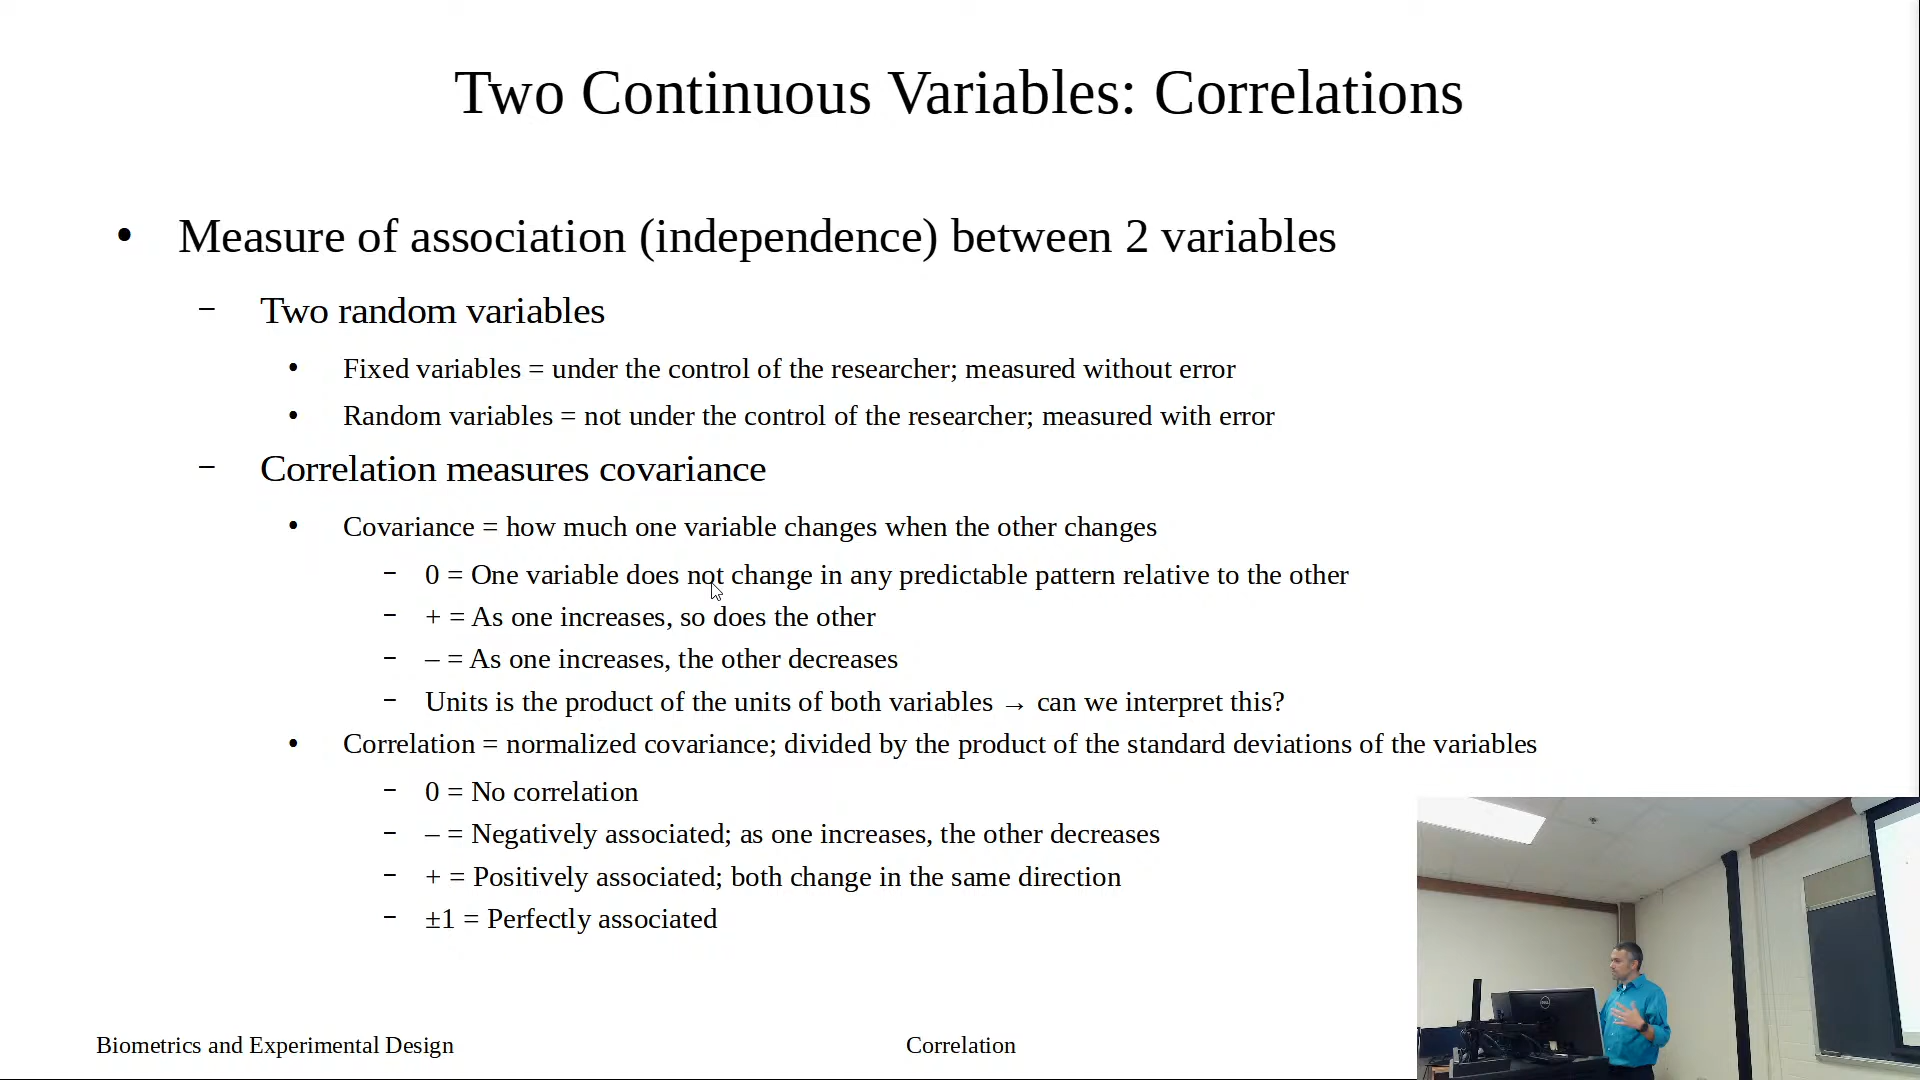 Two Continuous Variables: Correlations
• Measure of association (independence) between 2 variables
– Two random variables
• Fixed variables = under the control of the researcher; measured without error
• Random variables = not under the control of the researcher; measured with error
– Correlation measures covariance
• Covariance = how much one variable changes when the other changes
– 0 = One variable does not change in any predictable pattern relative to the other
– + = As one increases, so does the other
– – = As one increases, the other decreases
– Units is the product of the units of both variables → can we interpret this?
• Correlation = normalized covariance; divided by the product of the standard deviations of the variables
– 0 = No correlation
– – = Negatively associated; as one increases, the other decreases
– + = Positively associated; both change in the same direction
– ±1 = Perfectly associated
Biometrics and Experimental Design
Correlation